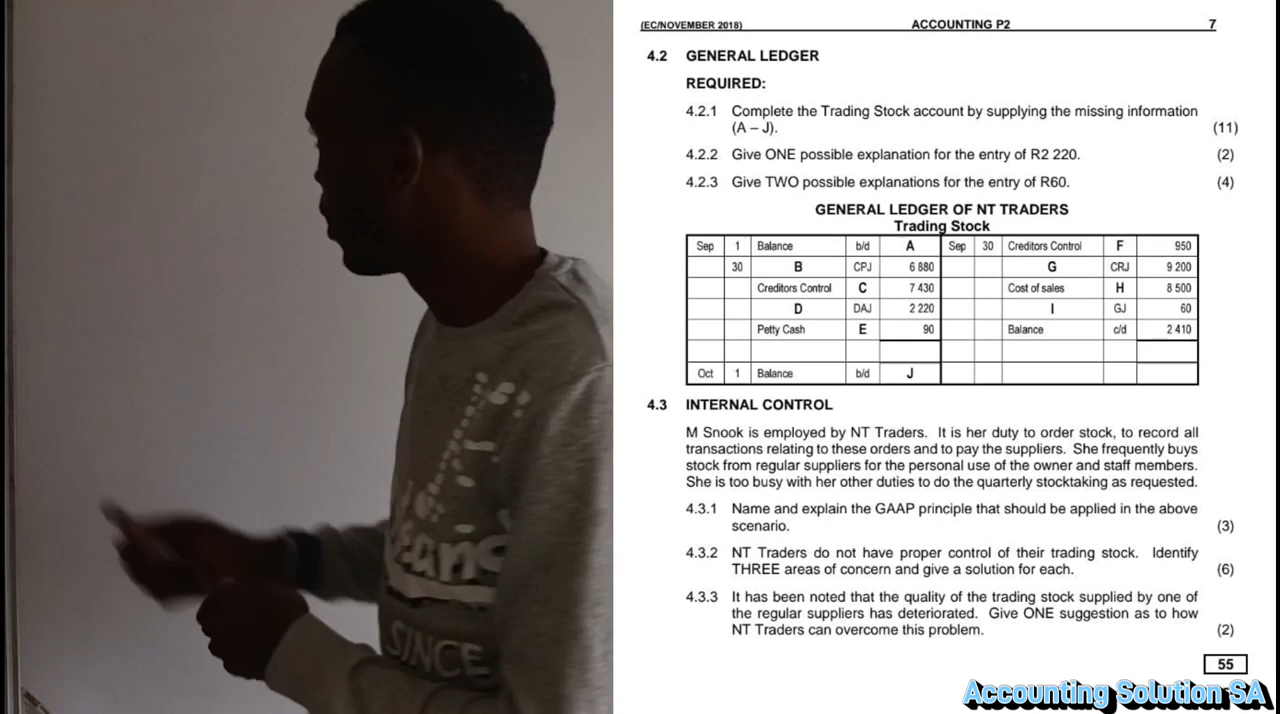 (EC/NOVEMBER 2018) ACCOUNTING P2 7
4.2 GENERAL LEDGER
REQUIRED:
4.2.1 Complete the Trading Stock account by supplying the missing information
(A – J). (11)
4.2.2 Give ONE possible explanation for the entry of R2 220. (2)
4.2.3 Give TWO possible explanations for the entry of R60. (4)
GENERAL LEDGER OF NT TRADERS
Trading Stock
Sep 1 Balance b/d A Sep 30 Creditors Control F 950
30 B CPJ 6 880 G CRJ 9 200
Creditors Control C 7 430 Cost of sales H 8 500
D DAJ 2 220 I GJ 60
Petty Cash E 90 Balance c/d 2 410
Oct 1 Balance b/d J
4.3 INTERNAL CONTROL
M Snook is employed by NT Traders. It is her duty to order stock, to record all
transactions relating to these orders and to pay the suppliers. She frequently buys
stock from regular suppliers for the personal use of the owner and staff members.
She is too busy with her other duties to do the quarterly stocktaking as requested.
4.3.1 Name and explain the GAAP principle that should be applied in the above
scenario. (3)
4.3.2 NT Traders do not have proper control of their trading stock. Identify
THREE areas of concern and give a solution for each. (6)
4.3.3 It has been noted that the quality of the trading stock supplied by one of
the regular suppliers has deteriorated. Give ONE suggestion as to how
NT Traders can overcome this problem. (2)
55
Accounting Solution SA
SINCE